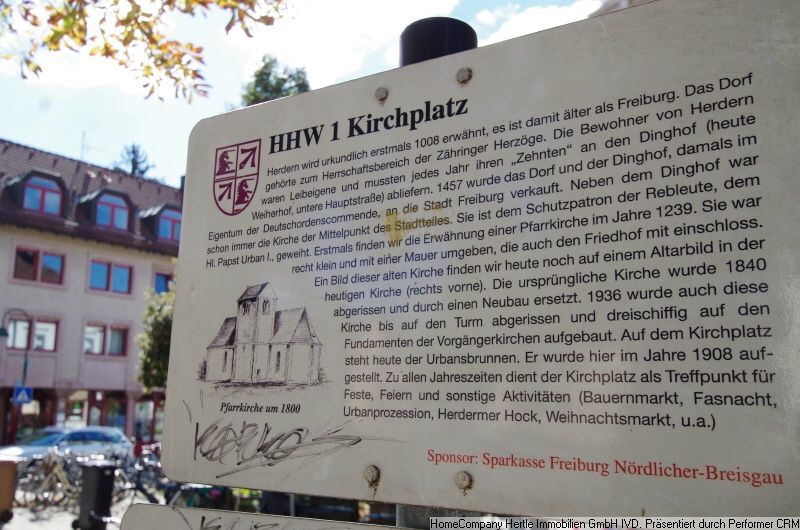 HHW 1 Kirchplatz
Herdern wird urkundlich erstmals 1008 erwähnt, es ist damit älter als Freiburg. Das Dorf
gehörte zum Herrschaftsbereich der Zähringer Herzöge. Die Bewohner von Herdern
waren Leibeigene und mussten jedes Jahr ihren „Zehnten“ an den Dinghof (heute
Weiherhof, untere Hauptstraße) abliefern. 1457 wurde das Dorf und der Dinghof, damals im
Eigentum der Deutschordenscommende, an die Stadt Freiburg verkauft. Neben dem Dinghof war
schon immer die Kirche der Mittelpunkt des Stadtteiles. Sie ist dem Schutzpatron der Rebleute, dem
Hl. Papst Urban I., geweiht. Erstmals finden wir die Erwähnung einer Pfarrkirche im Jahre 1239. Sie war
recht klein und mit einer Mauer umgeben, die auch den Friedhof mit einschloss.
Ein Bild dieser alten Kirche finden wir heute noch auf einem Altarbild in der
heutigen Kirche (rechts vorne). Die ursprüngliche Kirche wurde 1840
abgerissen und durch einen Neubau ersetzt. 1936 wurde auch diese
Kirche bis auf den Turm abgerissen und dreischiffig auf den
Fundamenten der Vorgängerkirchen aufgebaut. Auf dem Kirchplatz
steht heute der Urbansbrunnen. Er wurde hier im Jahre 1908 auf-
gestellt. Zu allen Jahreszeiten dient der Kirchplatz als Treffpunkt für
Feste, Feiern und sonstige Aktivitäten (Bauernmarkt, Fasnacht,
Urbanprozession, Herdermer Hock, Weihnachtsmarkt, u.a.)
Pfarrkirche um 1800
Sponsor: Sparkasse Freiburg Nördlicher-Breisgau
HomeCompany Hertle Immobilien GmbH IVD. Präsentiert durch Performer CRM